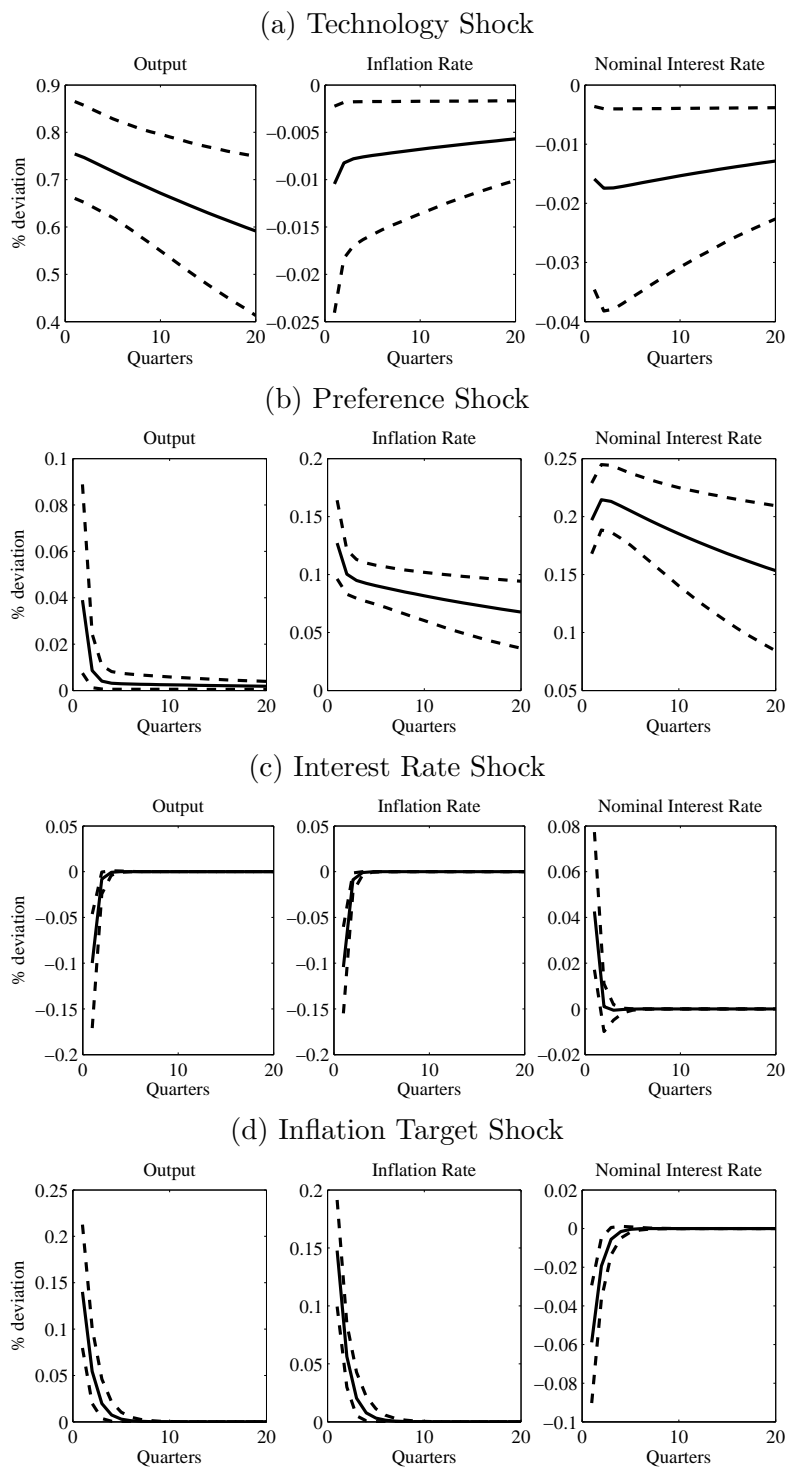 (a) Technology Shock
Output Inflation Rate Nominal Interest Rate
% deviation
0.9
0.8
0.7
0.6
0.5
0.4
0 10 20
Quarters
0
−0.005
−0.01
−0.015
−0.02
−0.025
0 10 20
Quarters
0
−0.01
−0.02
−0.03
−0.04
0 10 20
Quarters
(b) Preference Shock
Output Inflation Rate Nominal Interest Rate
% deviation
0.1
0.08
0.06
0.04
0.02
0
0 10 20
Quarters
0.2
0.15
0.1
0.05
0
0 10 20
Quarters
0.25
0.2
0.15
0.1
0.05
0 10 20
Quarters
(c) Interest Rate Shock
Output Inflation Rate Nominal Interest Rate
% deviation
0.05
0
−0.05
−0.1
−0.15
−0.2
0 10 20
Quarters
0.05
0
−0.05
−0.1
−0.15
−0.2
0 10 20
Quarters
0.08
0.06
0.04
0.02
0
−0.02
0 10 20
Quarters
(d) Inflation Target Shock
Output Inflation Rate Nominal Interest Rate
% deviation
0.25
0.2
0.15
0.1
0.05
0
0 10 20
Quarters
0.2
0.15
0.1
0.05
0
0 10 20
Quarters
0.02
0
−0.02
−0.04
−0.06
−0.08
−0.1
0 10 20
Quarters